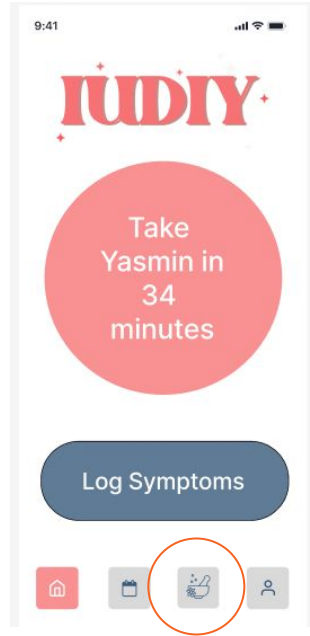 9:41
IUDIY
Take
Yasmin in
34
minutes
Log Symptoms